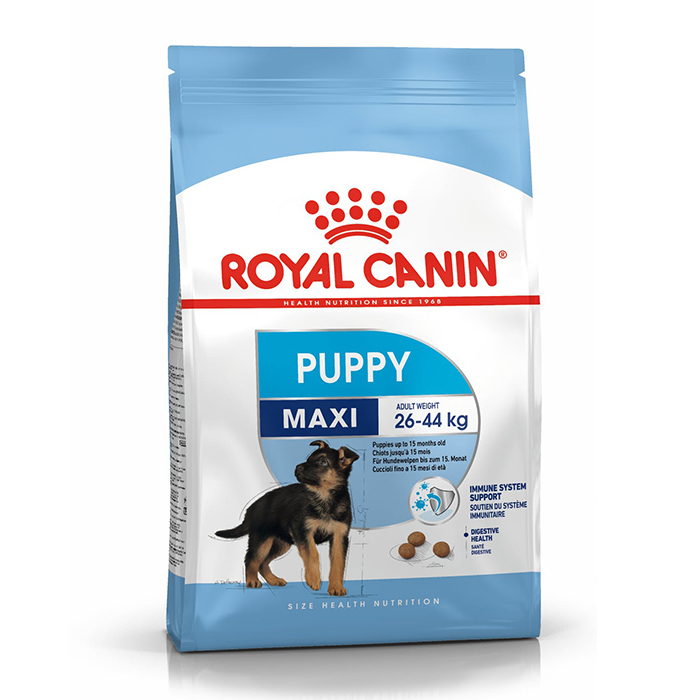 ROYAL CANIN®
HEALTH NUTRITION SINCE 1968
PUPPY
MAXI
ADULT WEIGHT
26-44 kg
Puppies up to 15 months old
Chiots jusqu'à 15 mois
Für Hundewelpen bis zum 15. Monat
Cuccioli fino a 15 mesi di età
IMMUNE SYSTEM
SUPPORT
SOUTIEN DU SYSTÈME
IMMUNITAIRE
DIGESTIVE
HEALTH
SANTÉ
DIGESTIVE
SIZE HEALTH NUTRITION